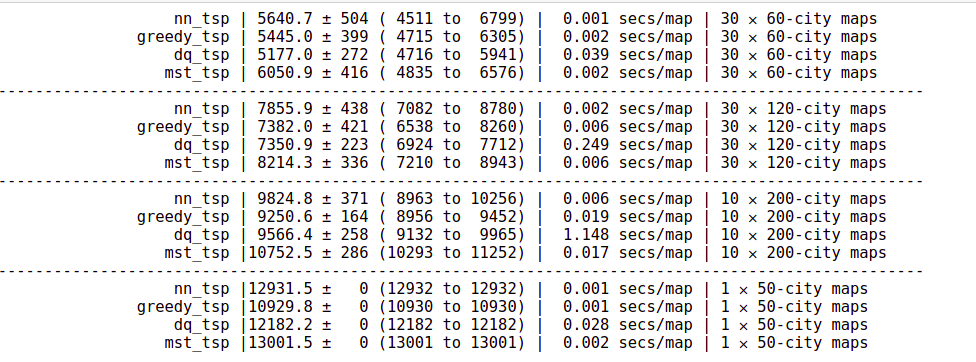 nn_tsp | 5640.7 ± 504 ( 4511 to  6799) |  0.001 secs/map | 30 × 60-city maps
greedy_tsp | 5445.0 ± 399 ( 4715 to  6305) |  0.002 secs/map | 30 × 60-city maps
dq_tsp | 5177.0 ± 272 ( 4716 to  5941) |  0.039 secs/map | 30 × 60-city maps
mst_tsp | 6050.9 ± 416 ( 4835 to  6576) |  0.002 secs/map | 30 × 60-city maps
----------------------------------------------------------------------------------------------------
nn_tsp | 7855.9 ± 438 ( 7082 to  8780) |  0.002 secs/map | 30 × 120-city maps
greedy_tsp | 7382.0 ± 421 ( 6538 to  8260) |  0.006 secs/map | 30 × 120-city maps
dq_tsp | 7350.9 ± 223 ( 6924 to  7712) |  0.249 secs/map | 30 × 120-city maps
mst_tsp | 8214.3 ± 336 ( 7210 to  8943) |  0.006 secs/map | 30 × 120-city maps
----------------------------------------------------------------------------------------------------
nn_tsp | 9824.8 ± 371 ( 8963 to 10256) |  0.006 secs/map | 10 × 200-city maps
greedy_tsp | 9250.6 ± 164 ( 8956 to  9452) |  0.019 secs/map | 10 × 200-city maps
dq_tsp | 9566.4 ± 258 ( 9132 to  9965) |  1.148 secs/map | 10 × 200-city maps
mst_tsp |10752.5 ± 286 (10293 to 11252) |  0.017 secs/map | 10 × 200-city maps
----------------------------------------------------------------------------------------------------
nn_tsp |12931.5 ±   0 (12932 to 12932) |  0.001 secs/map | 1 × 50-city maps
greedy_tsp |10929.8 ±   0 (10930 to 10930) |  0.001 secs/map | 1 × 50-city maps
dq_tsp |12182.2 ±   0 (12182 to 12182) |  0.028 secs/map | 1 × 50-city maps
mst_tsp |13001.5 ±   0 (13001 to 13001) |  0.002 secs/map | 1 × 50-city maps